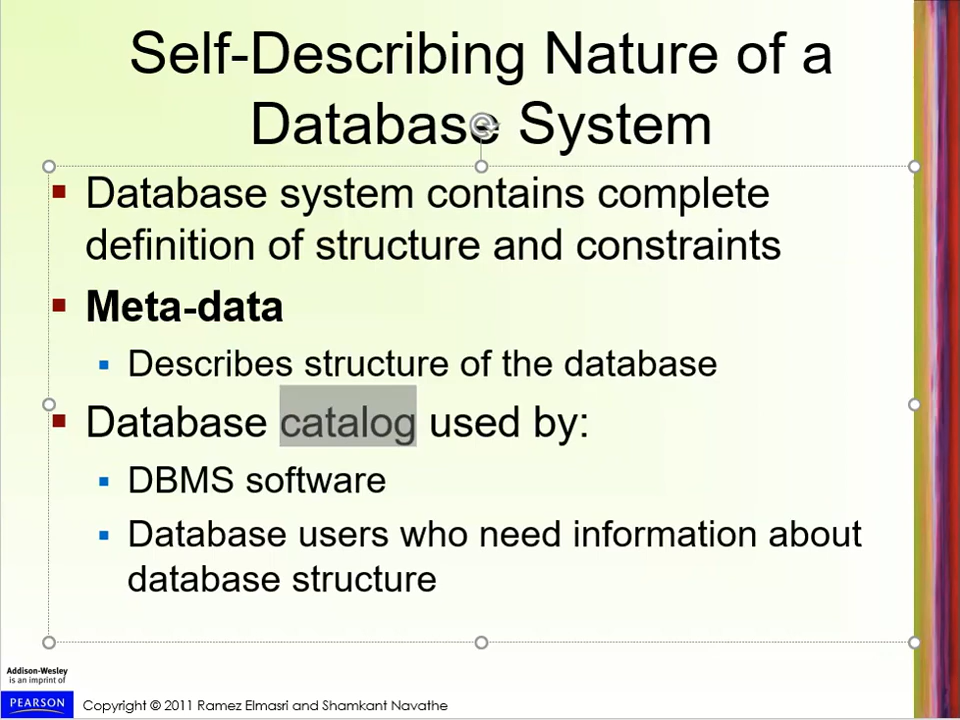 Self-Describing Nature of a
Database System
Database system contains complete
definition of structure and constraints
Meta-data
Describes structure of the database
Database catalog used by:
DBMS software
Database users who need information about
database structure
Addison-Wesley
is an imprint of
PEARSON
Copyright © 2011 Ramez Elmasri and Shamkant Navathe